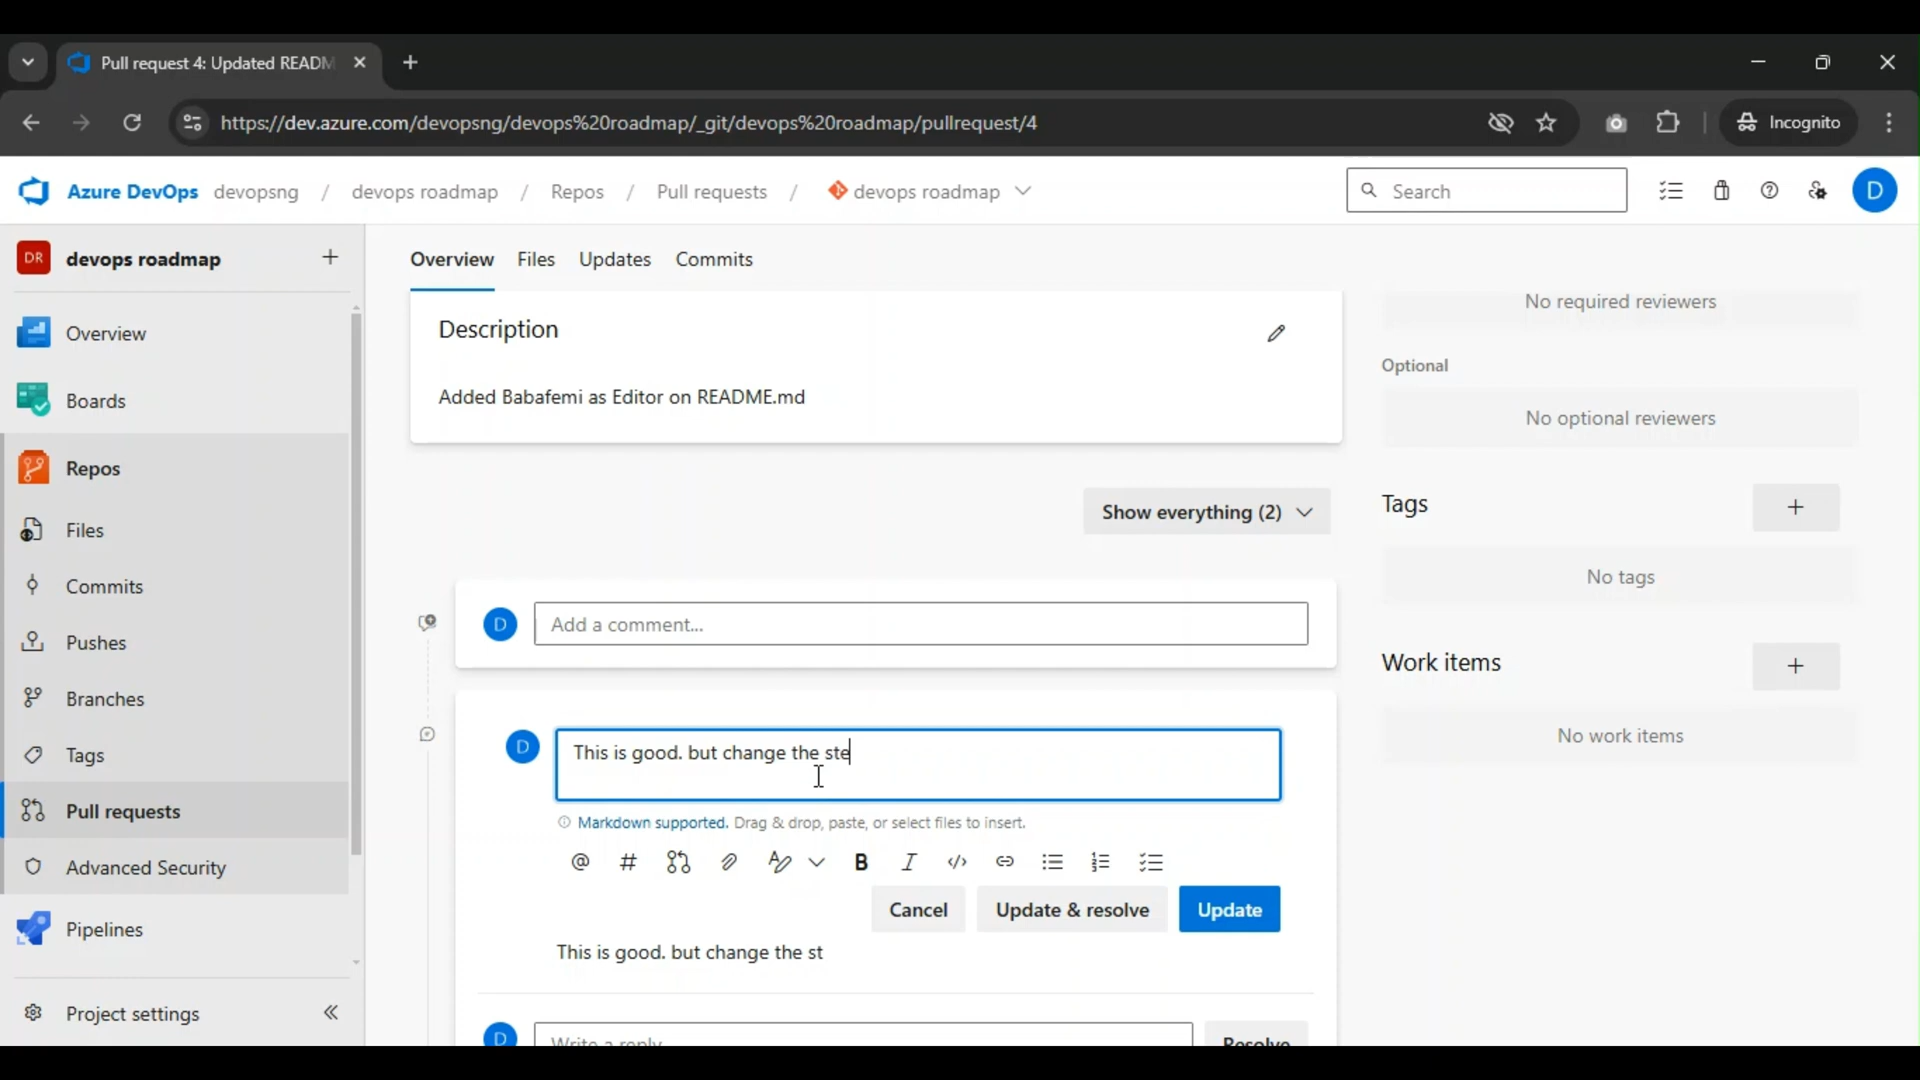 Pull request 4: Updated READM
https://dev.azure.com/devopsng/devops%20roadmap/_git/devops%20roadmap/pullrequest/4
Incognito
Azure DevOps devopsng / devops roadmap / Repos / Pull requests / devops roadmap
Search
D
DR devops roadmap
Overview
Boards
Repos
Files
Commits
Pushes
Branches
Tags
Pull requests
Advanced Security
Pipelines
Project settings
Overview Files Updates Commits
Description
Added Babafemi as Editor on README.md
Show everything (2)
D Add a comment...
D This is good. but change the ste
Markdown supported. Drag & drop, paste, or select files to insert.
@ # B I </>
Cancel Update & resolve Update
This is good. but change the st
D Write a reply Resolve
No required reviewers
Optional
No optional reviewers
Tags +
No tags
Work items +
No work items